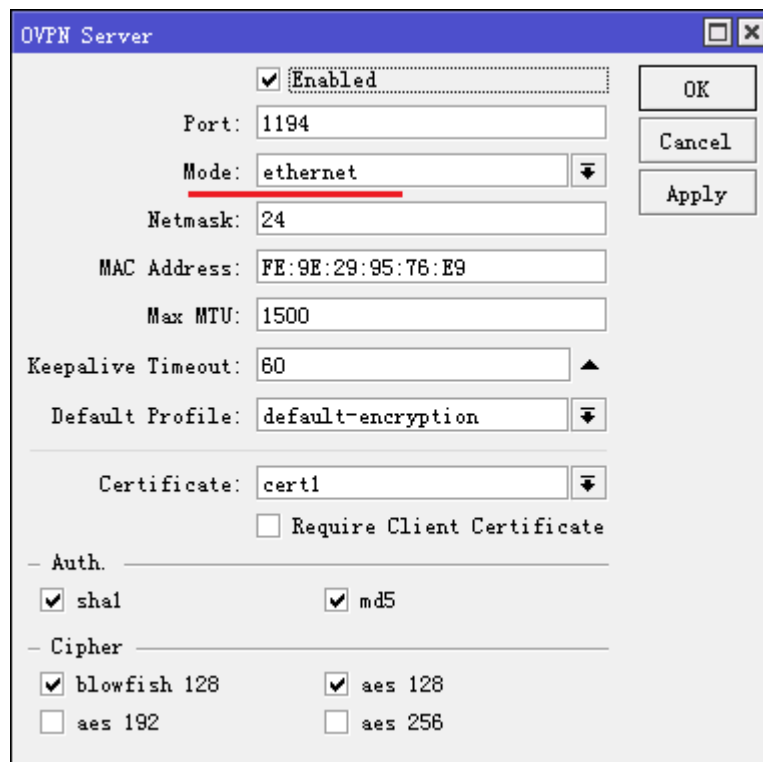 OVPN Server
Enabled
OK
Port: 1194
Cancel
Mode: ethernet
Apply
Netmask: 24
MAC Address: FE:9E:29:95:76:E9
Max MTU: 1500
Keepalive Timeout: 60
Default Profile: default-encryption
Certificate: cert1
Require Client Certificate
Auth.
sha1 md5
Cipher
blowfish 128 aes 128
aes 192 aes 256